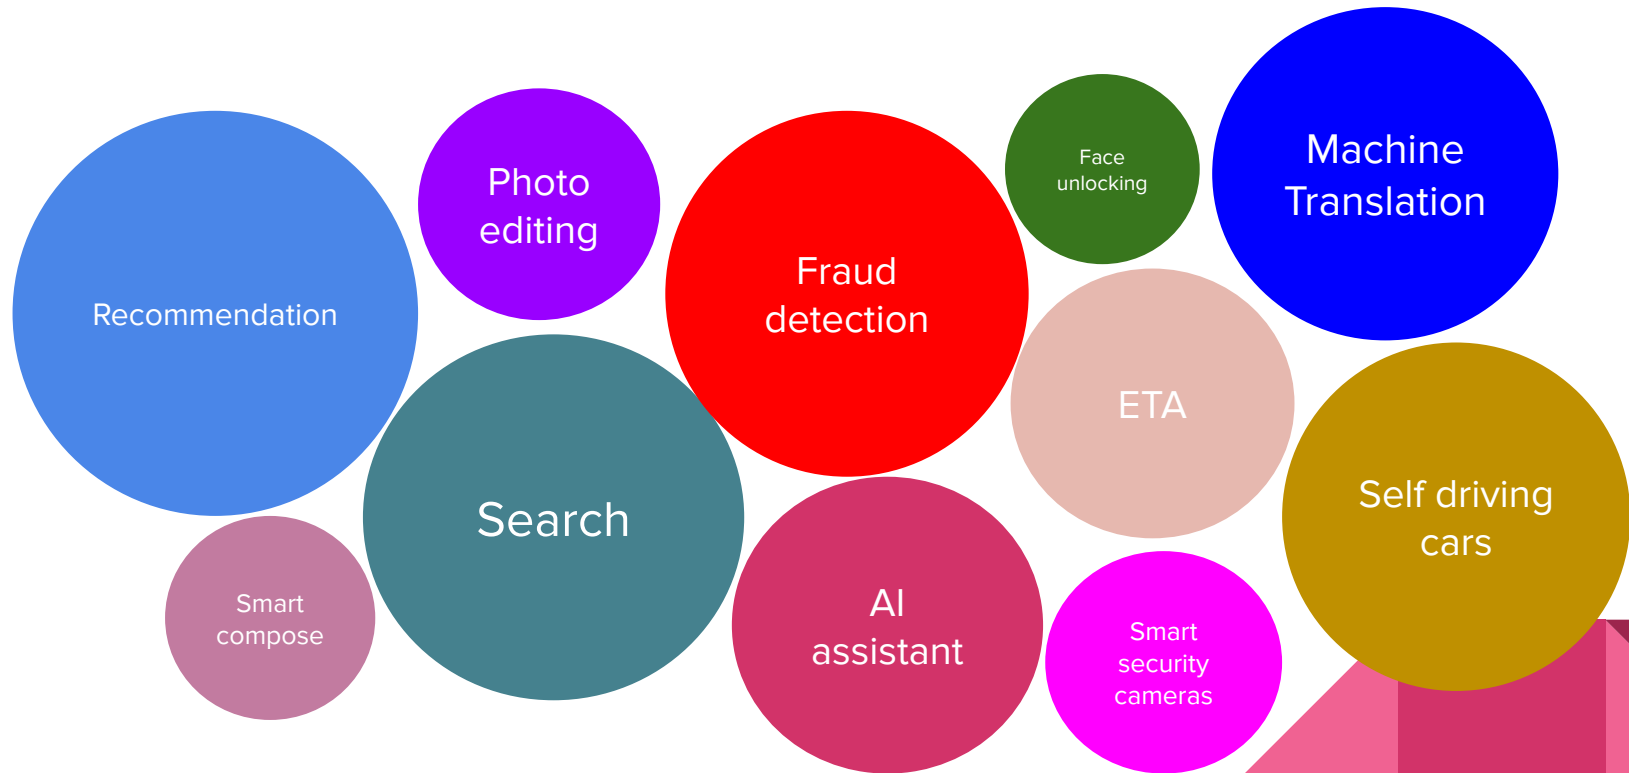 Recommendation
Photo
editing
Fraud
detection
Face
unlocking
Machine
Translation
Smart
compose
Search
AI
assistant
ETA
Smart
security
cameras
Self driving
cars